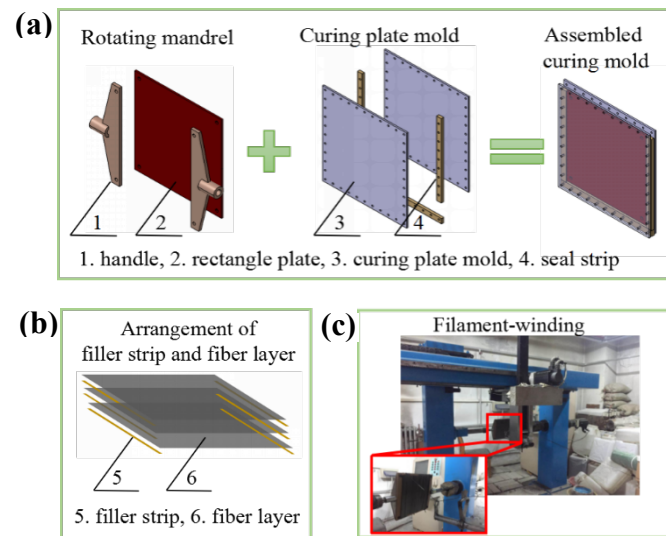 (a)
Rotating mandrel
Curing plate mold
Assembled
curing mold
1
2
3
4
1. handle, 2. rectangle plate, 3. curing plate mold, 4. seal strip
(b)
Arrangement of
filler strip and fiber layer
5
6
5. filler strip, 6. fiber layer
(c)
Filament-winding